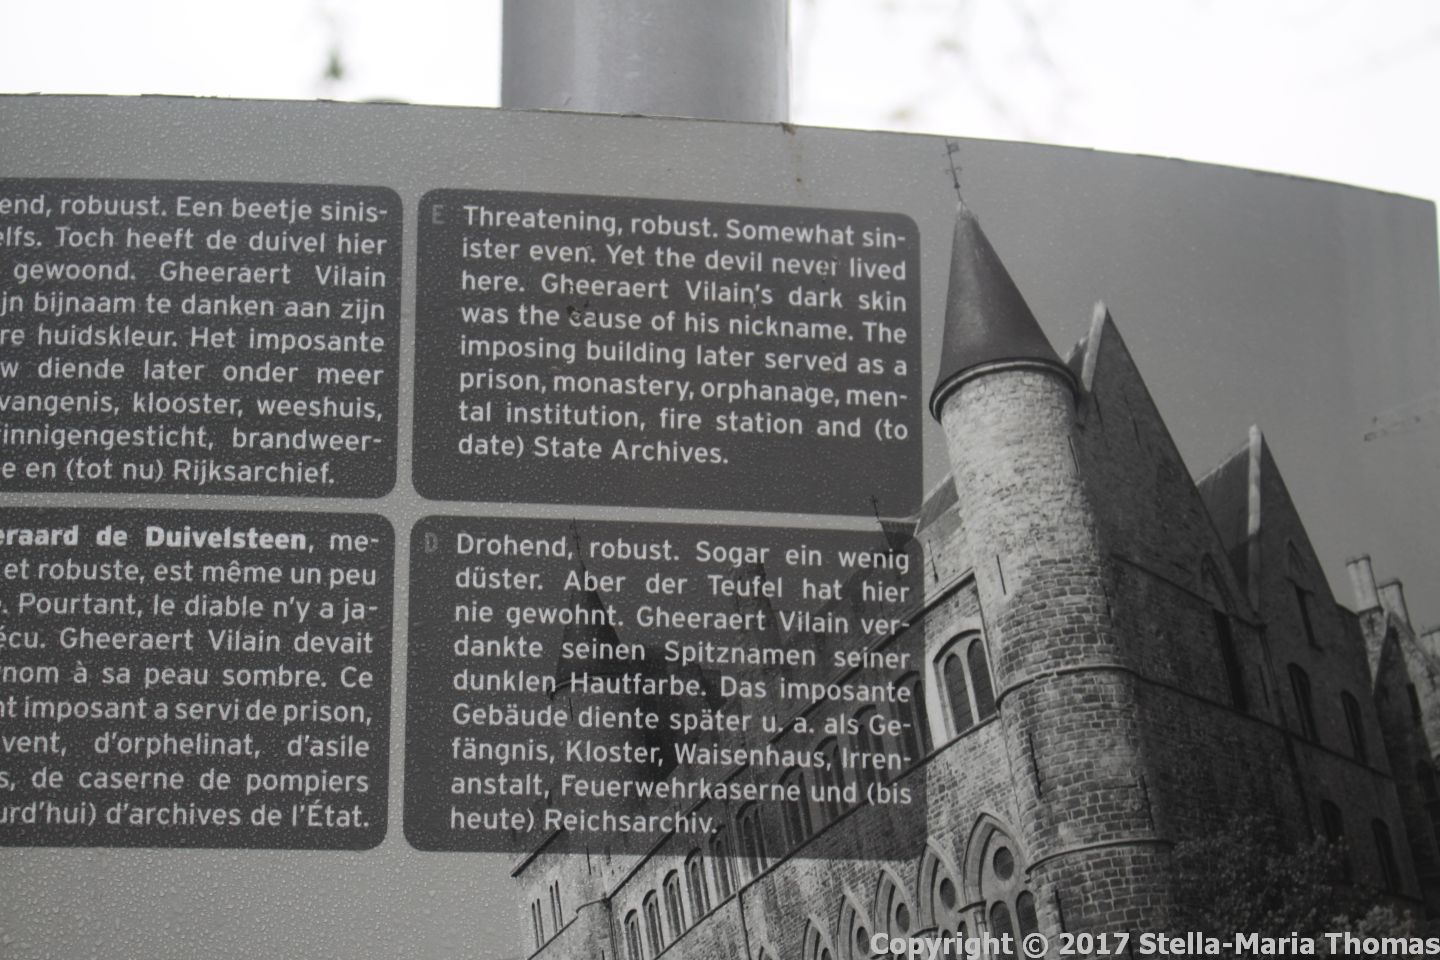 end, robuust. Een beetje sinis-
elfs. Toch heeft de duivel hier
gewoond. Gheeraert Vilain
ijn bijnaam te danken aan zijn
re huidskleur. Het imposante
w diende later onder meer
vangenis, klooster, weeshuis,
innigengesticht, brandweer-
e en (tot nu) Rijksarchief.
E Threatening, robust. Somewhat sin-
ister even. Yet the devil never lived
here. Gheeraert Vilain's dark skin
was the cause of his nickname. The
imposing building later served as a
prison, monastery, orphanage, men-
tal institution, fire station and (to
date) State Archives.
eraard de Duivelsteen, me-
et robuste, est même un peu
. Pourtant, le diable n'y a ja-
écu. Gheeraert Vilain devait
nom à sa peau sombre. Ce
nt imposant a servi de prison,
vent, d'orphelinat, d'asile
s, de caserne de pompiers
urd'hui) d'archives de l'État.
D Drohend, robust. Sogar ein wenig
düster. Aber der Teufel hat hier
nie gewohnt. Gheeraert Vilain ver-
dankte seinen Spitznamen seiner
dunklen Hautfarbe. Das imposante
Gebäude diente später u. a. als Ge-
fängnis, Kloster, Waisenhaus, Irren-
anstalt, Feuerwehrkaserne und (bis
heute) Reichsarchiv.
Copyright © 2017 Stella-Maria Thomas